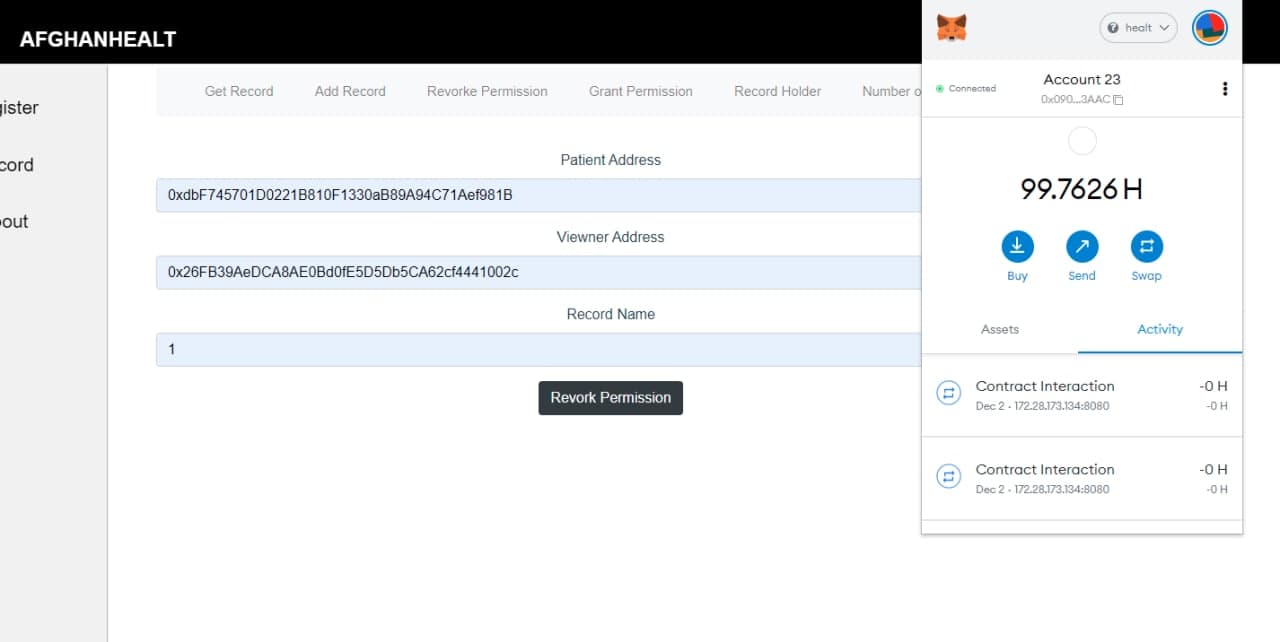 AFGHANHEALT
ister
cord
out
Get Record Add Record Revorke Permission Grant Permission Record Holder Number o
Patient Address
0xdbF745701D0221B810F1330aB89A94C71Aef981B
Viewner Address
0x26FB39AeDCA8AE0Bd0fE5D5Db5CA62cf4441002c
Record Name
1
Revork Permission
healt
Connected
Account 23
0x090...3AAC
99.7626 H
Buy Send Swap
Assets Activity
Contract Interaction -0 H
Dec 2 · 172.28.173.134:8080 -0 H
Contract Interaction -0 H
Dec 2 · 172.28.173.134:8080 -0 H